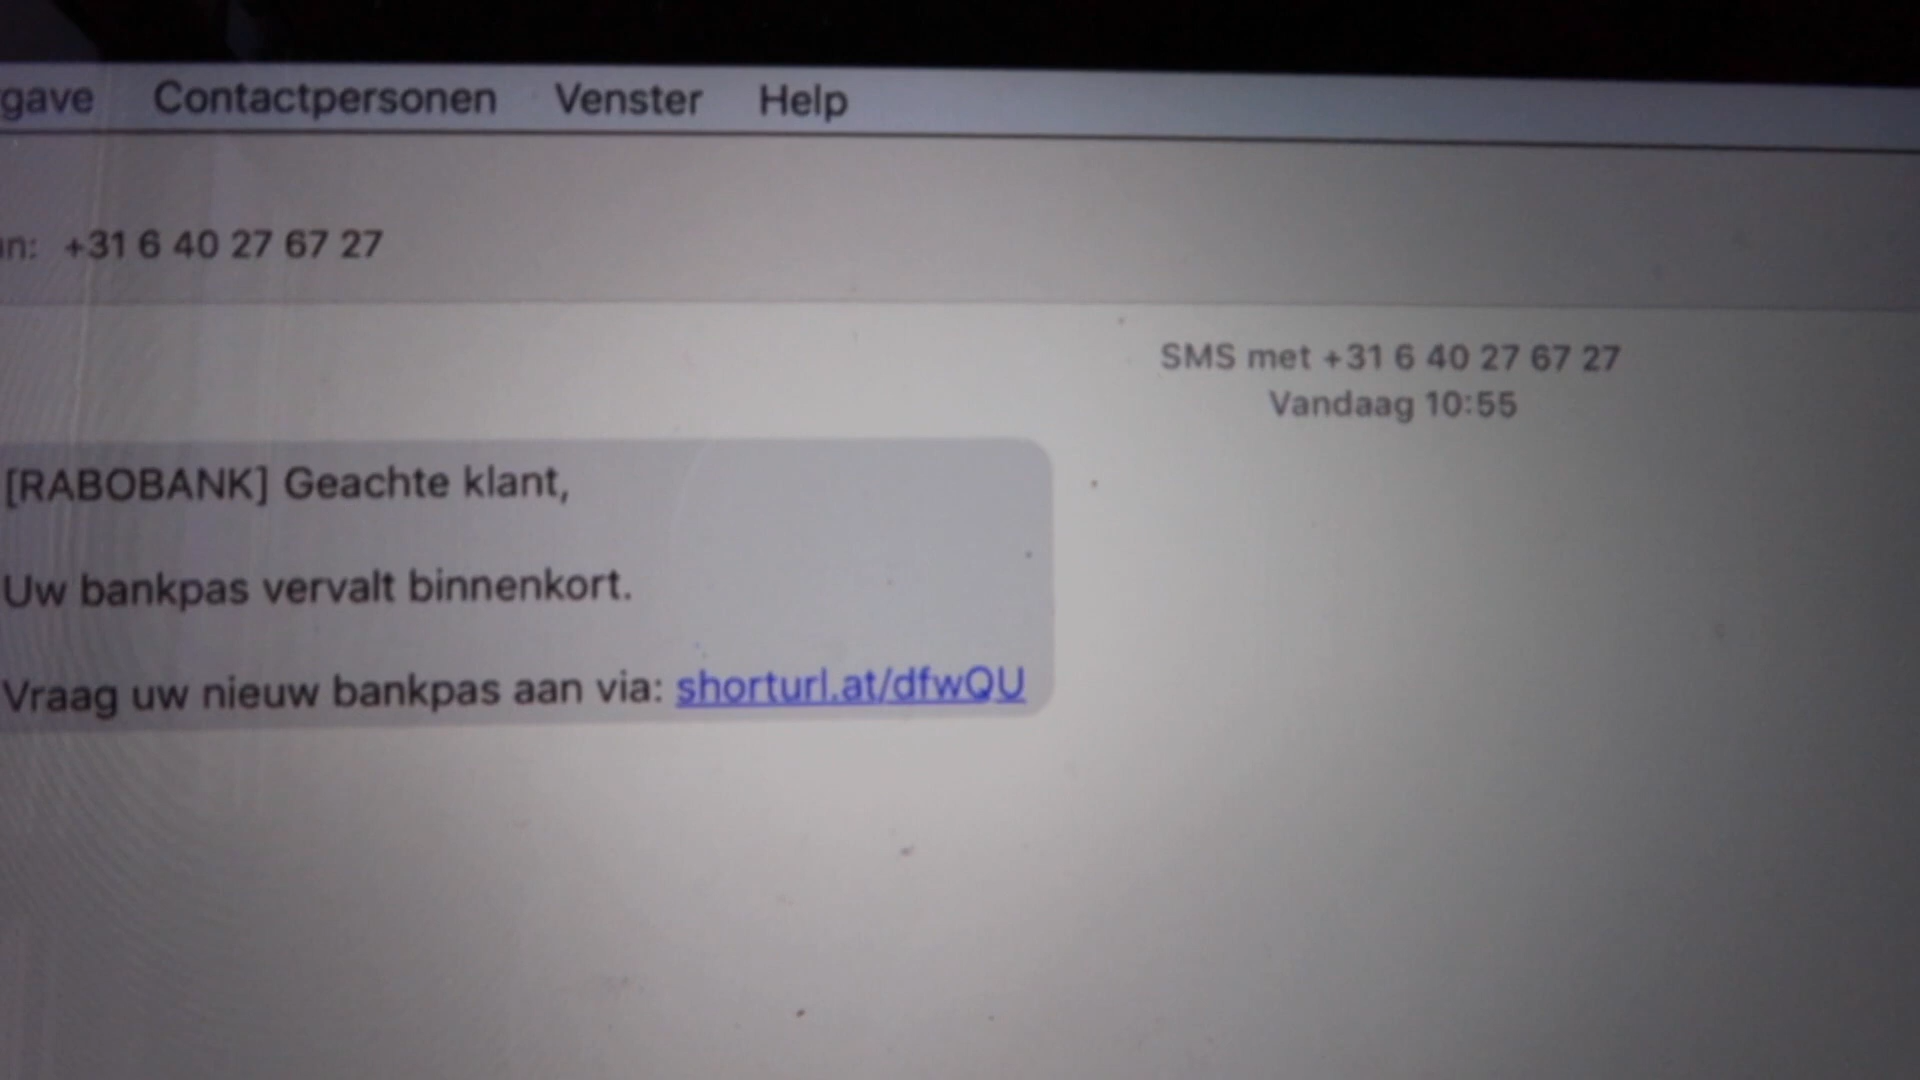 gave Contactpersonen Venster Help
an: +31 6 40 27 67 27
SMS met +31 6 40 27 67 27
Vandaag 10:55
[RABOBANK] Geachte klant,
Uw bankpas vervalt binnenkort.
Vraag uw nieuw bankpas aan via: shorturl.at/dfwQU